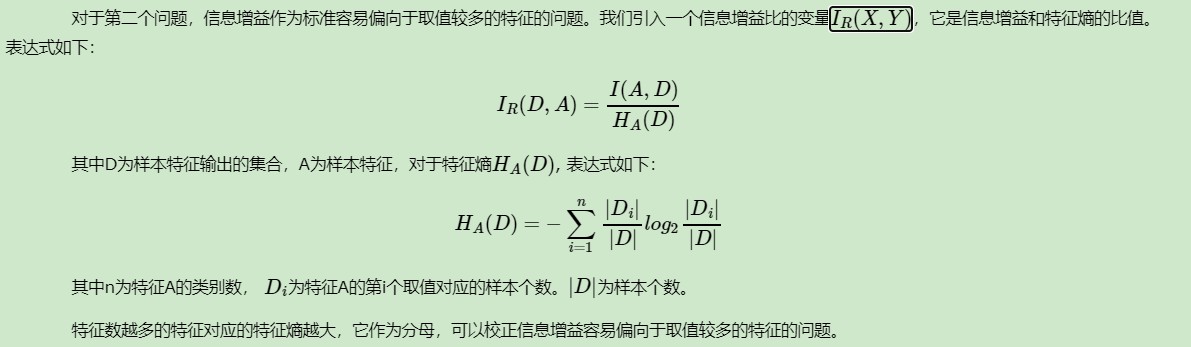 对于第二个问题，信息增益作为标准容易偏向于取值较多的特征的问题。我们引入一个信息增益比的变量I_R(X, Y)，它是信息增益和特征熵的比值。
表达式如下：
I_R(D, A) = \frac{I(A, D)}{H_A(D)}
其中D为样本特征输出的集合，A为样本特征，对于特征熵H_A(D), 表达式如下：
H_A(D) = -\sum_{i=1}^{n} \frac{|D_i|}{|D|} log_2 \frac{|D_i|}{|D|}
其中n为特征A的类别数， D_i为特征A的第i个取值对应的样本个数。|D|为样本个数。
特征数越多的特征对应的特征熵越大，它作为分母，可以校正信息增益容易偏向于取值较多的特征的问题。